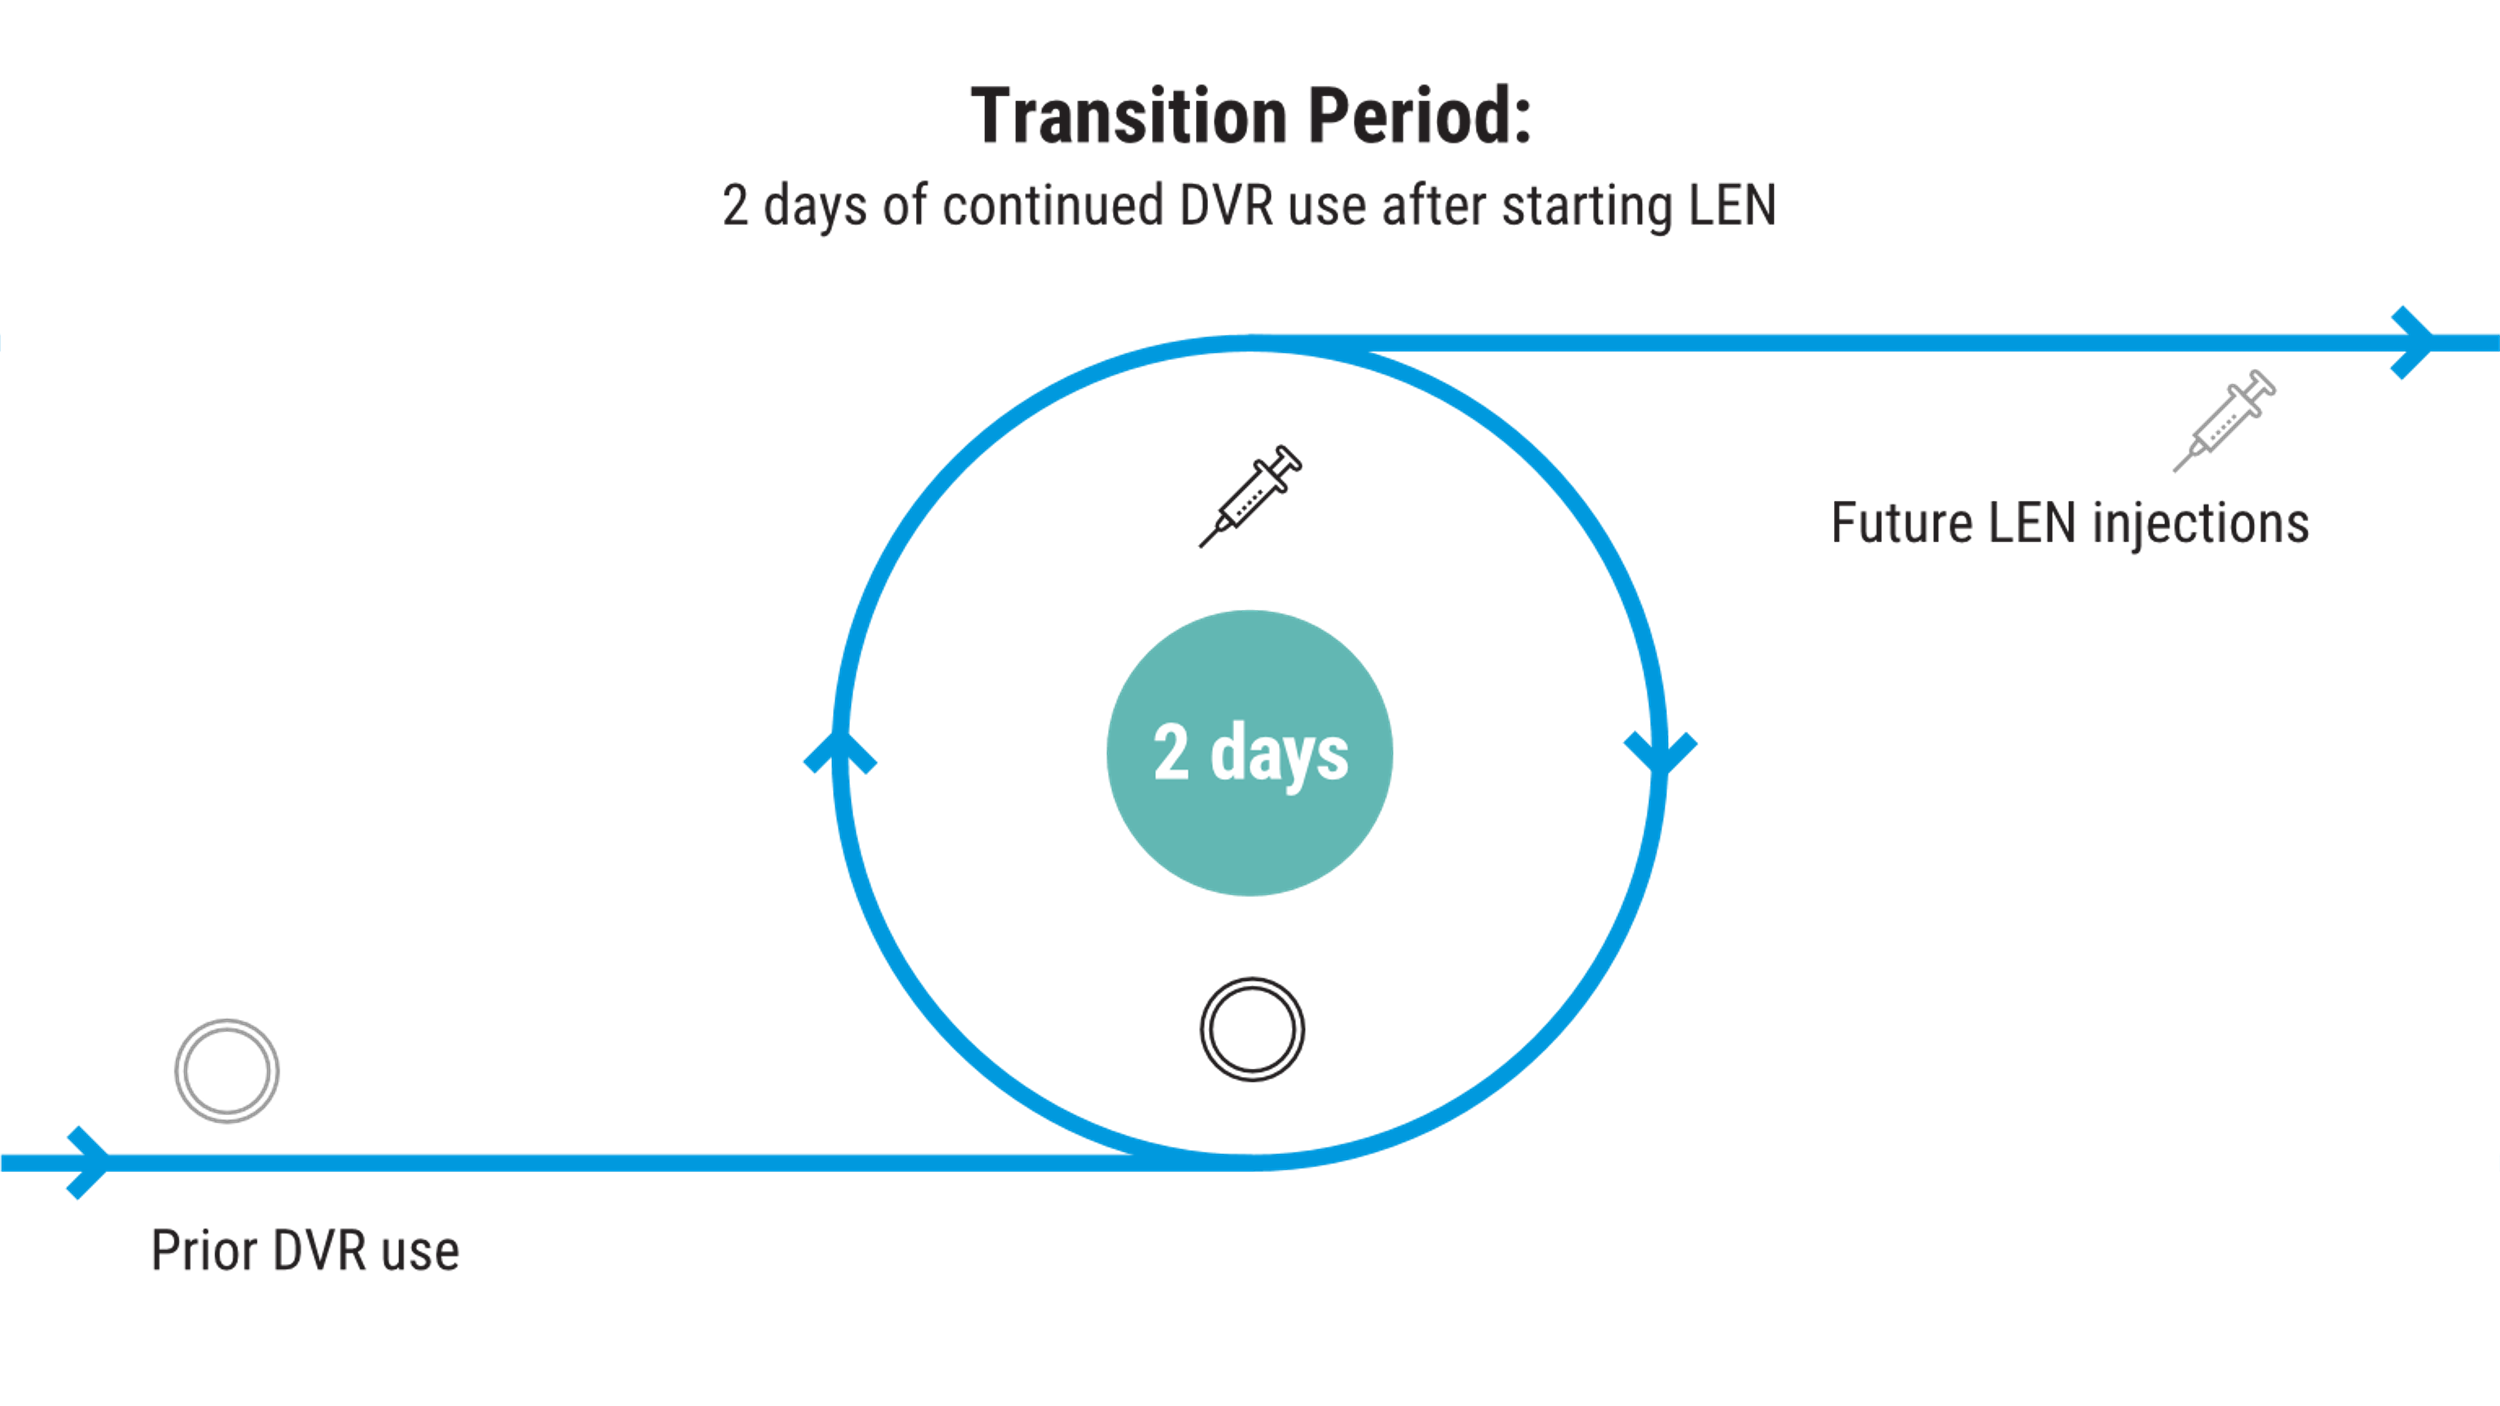 Transition Period:
2 days of continued DVR use after starting LEN
Future LEN injections
2 days
Prior DVR use